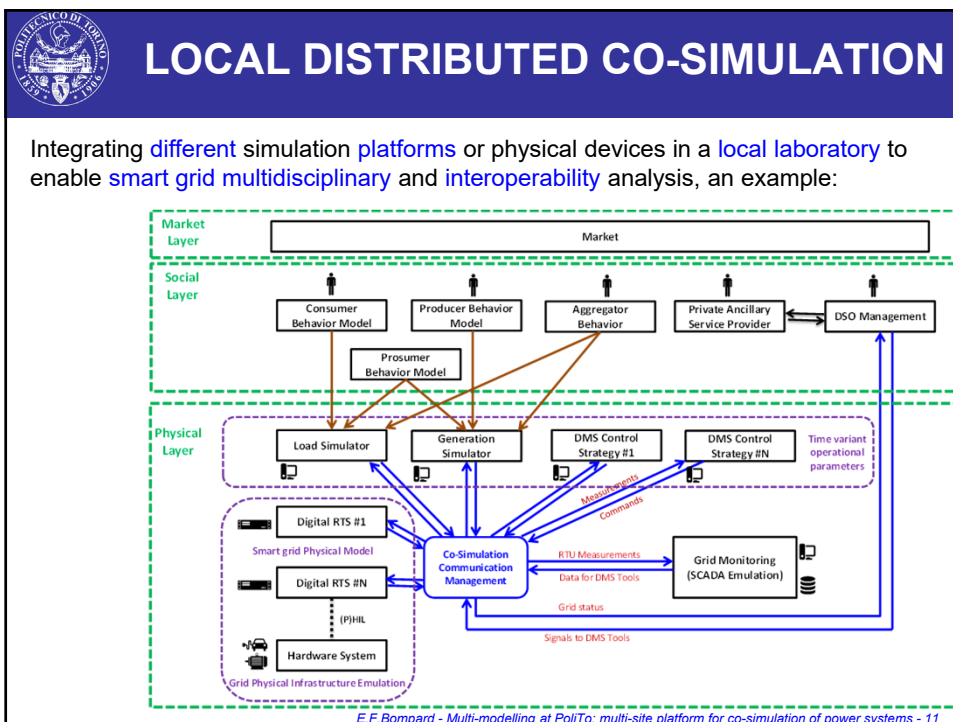 POLITECNICO DI TORINO
1859
1906
LOCAL DISTRIBUTED CO-SIMULATION
Integrating different simulation platforms or physical devices in a local laboratory to
enable smart grid multidisciplinary and interoperability analysis, an example:
Market
Layer
Market
Social
Layer
Consumer
Behavior Model
Producer Behavior
Model
Aggregator
Behavior
Private Ancillary
Service Provider
DSO Management
Prosumer
Behavior Model
Physical
Layer
Load Simulator
Generation
Simulator
DMS Control
Strategy #1
DMS Control
Strategy #N
Time variant
operational
parameters
Measurements
Commands
Digital RTS #1
Smart grid Physical Model
Digital RTS #N
(P)HIL
Hardware System
Grid Physical Infrastructure Emulation
Co-Simulation
Communication
Management
RTU Measurements
Data for DMS Tools
Grid Monitoring
(SCADA Emulation)
Grid status
Signals to DMS Tools
E.F.Bompard - Multi-modelling at PoliTo: multi-site platform for co-simulation of power systems - 11